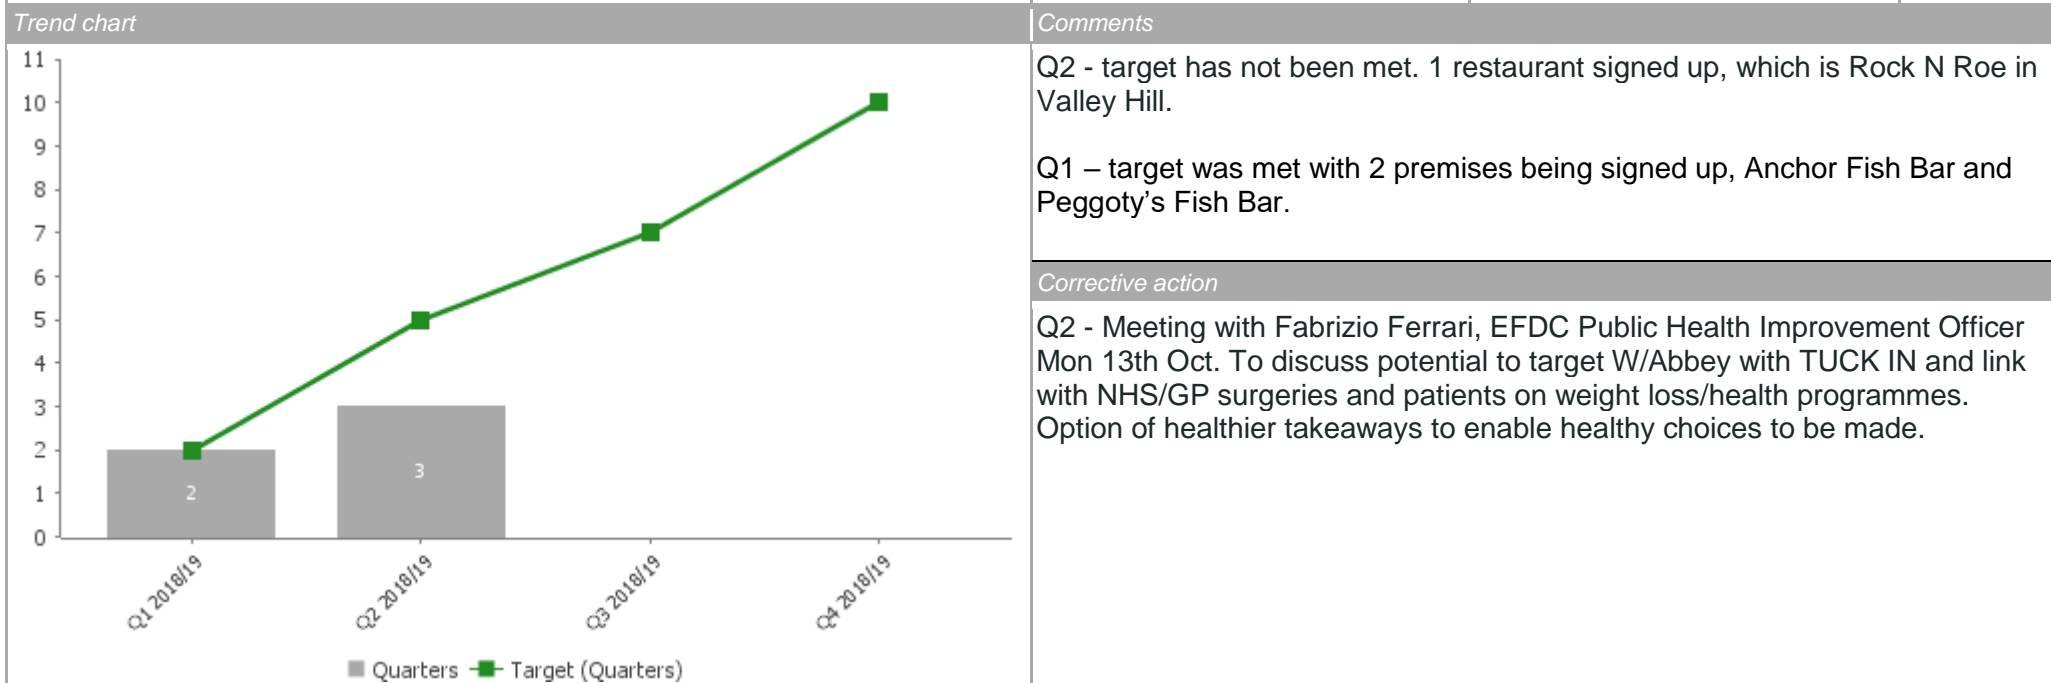 Trend chart
11
10
9
8
7
6
5
4
3
2
1
0
2
3
Q1 2018/19
Q2 2018/19
Q3 2018/19
Q4 2018/19
Quarters
Target (Quarters)
Comments
Q2 - target has not been met. 1 restaurant signed up, which is Rock N Roe in
Valley Hill.
Q1 – target was met with 2 premises being signed up, Anchor Fish Bar and
Peggoty’s Fish Bar.
Corrective action
Q2 - Meeting with Fabrizio Ferrari, EFDC Public Health Improvement Officer
Mon 13th Oct. To discuss potential to target W/Abbey with TUCK IN and link
with NHS/GP surgeries and patients on weight loss/health programmes.
Option of healthier takeaways to enable healthy choices to be made.